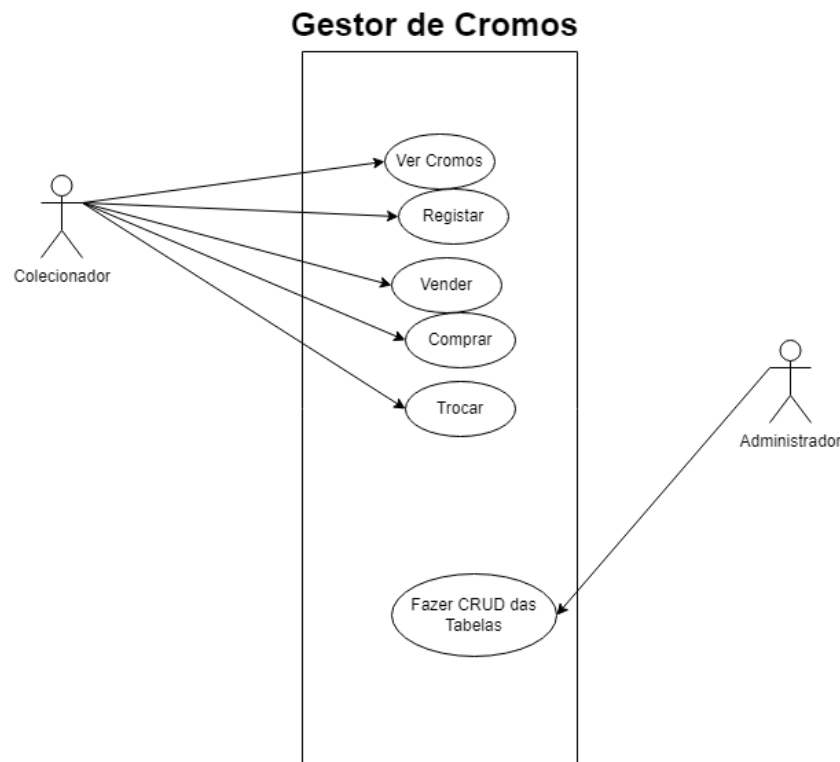 Gestor de Cromos
Ver Cromos
Registar
Colecionador
Vender
Comprar
Trocar
Administrador
Fazer CRUD das
Tabelas